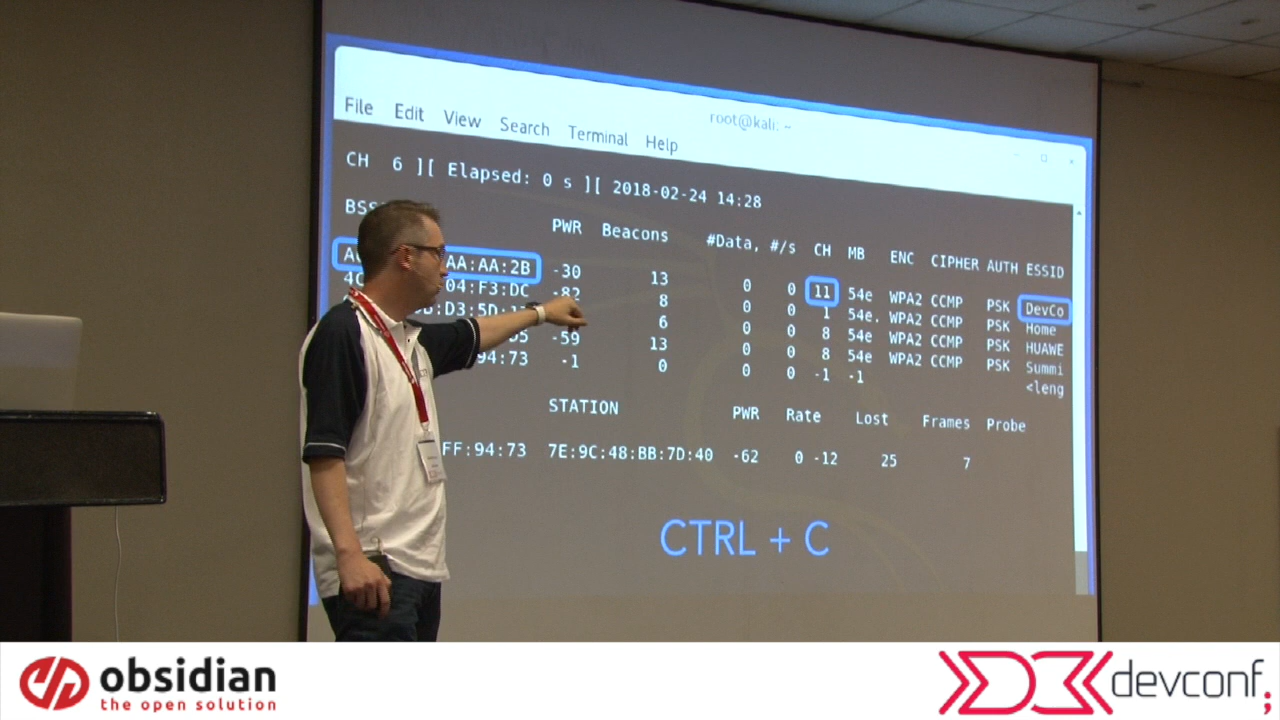 root@kali: ~
File Edit View Search Terminal Help
CH 6 ][ Elapsed: 0 s ][ 2018-02-24 14:28
PWR Beacons #Data, #/s CH MB ENC CIPHER AUTH ESSID
AA:AA:2B -30 13 0 0 11 54e WPA2 CCMP PSK DevCo
04:F3:DC -82 8 0 0 1 54e. WPA2 CCMP PSK Home
D3:5D 6 0 0 8 54e WPA2 CCMP PSK HUAWE
-59 13 0 0 8 54e WPA2 CCMP PSK Summi
94:73 -1 0 0 0 -1 -1 <leng
STATION PWR Rate Lost Frames Probe
FF:94:73 7E:9C:48:BB:7D:40 -62 0 -12 25 7
CTRL + C
obsidian
the open solution
devconf;